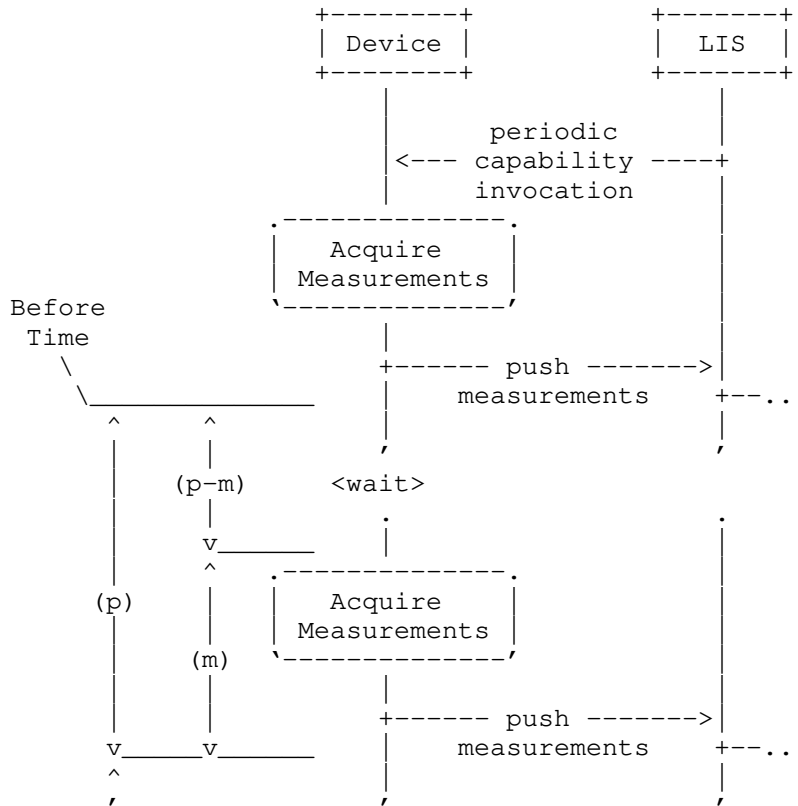 Device LIS
periodic
capability
invocation
Acquire
Measurements
Before
Time
push
measurements
(p-m) <wait>
(p) Acquire
Measurements
(m)
push
measurements